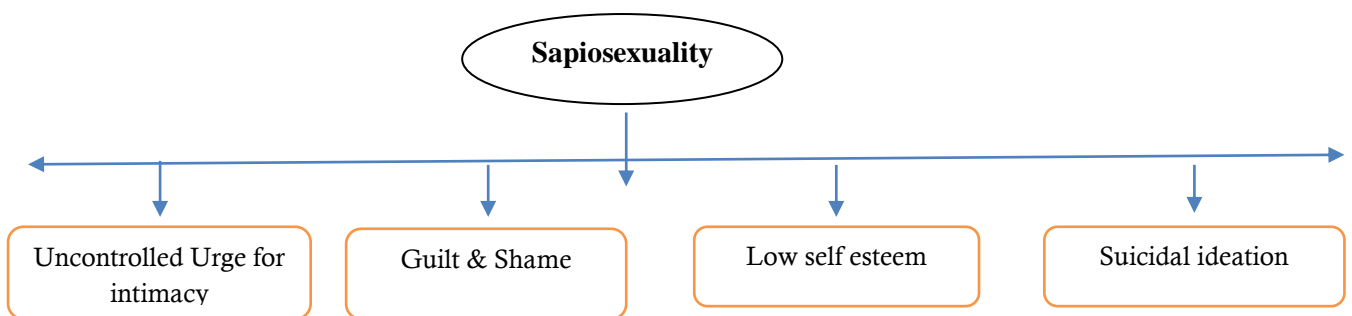 Sapiosexuality
Uncontrolled Urge for
intimacy
Guilt & Shame
Low self esteem
Suicidal ideation